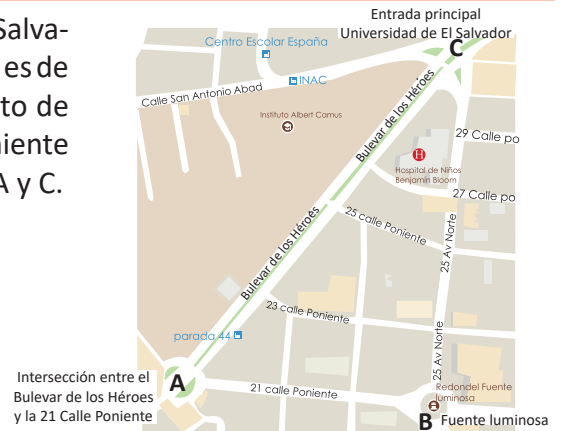 Salva-
es de
to de
niente
A y C.
Entrada principal
Universidad de El Salvador
C
Centro Escolar España
INAC
Calle San Antonio Abad
Instituto Albert Camus
Bulevar de los Héroes
29 Calle po
H
Hospital de Niños
Benjamin Bloom
27 Calle po
25 calle Poniente
25 Av Norte
Bulevar de los Héroes
23 calle Poniente
parada 44
25 Av Norte
Intersección entre el
Bulevar de los Héroes
y la 21 Calle Poniente
A
21 calle Poniente
Redondel Fuente
luminosa
B Fuente luminosa